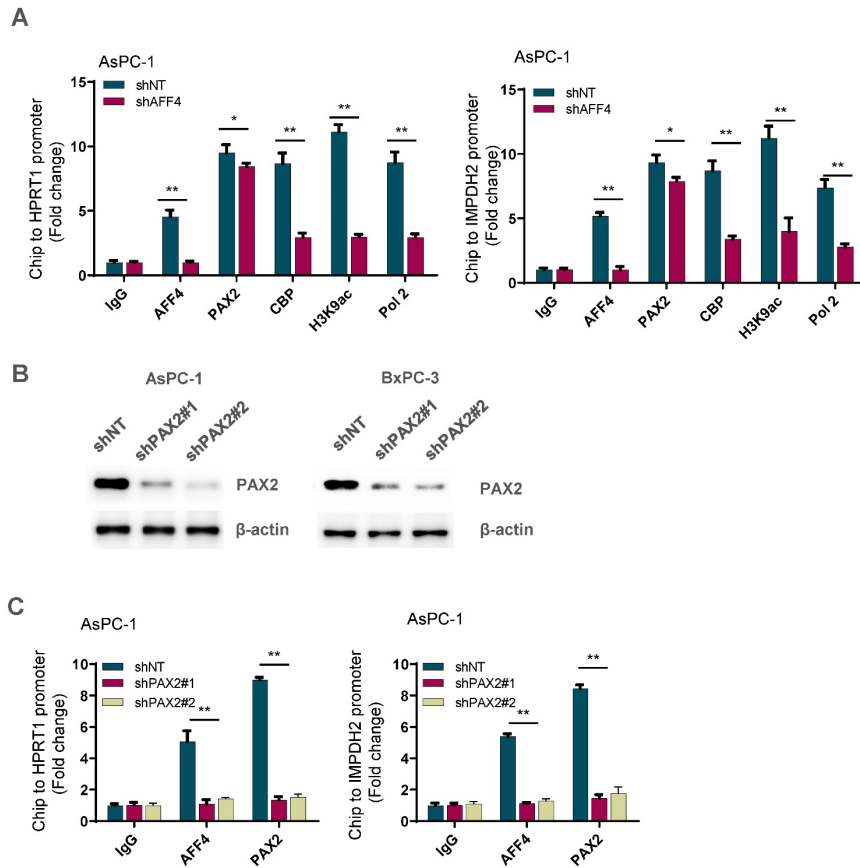 A
AsPC-1
shNT
shAFF4
Chip to HPRT1 promoter
(Fold change)
15
10
5
0
*
**
**
**
**
IgG
AFF4
PAX2
CBP
H3K9ac
Pol 2
AsPC-1
shNT
shAFF4
Chip to IMPDH2 promoter
(Fold change)
15
10
5
0
**
*
**
**
**
IgG
AFF4
PAX2
CBP
H3K9ac
Pol 2
B
AsPC-1
shNT
shPAX2#1
shPAX2#2
PAX2
β-actin
BxPC-3
shNT
shPAX2#1
shPAX2#2
PAX2
β-actin
C
AsPC-1
shNT
shPAX2#1
shPAX2#2
Chip to HPRT1 promoter
(Fold change)
10
8
6
4
2
0
**
**
IgG
AFF4
PAX2
AsPC-1
shNT
shPAX2#1
shPAX2#2
Chip to IMPDH2 promoter
(Fold change)
10
8
6
4
2
0
**
**
IgG
AFF4
PAX2